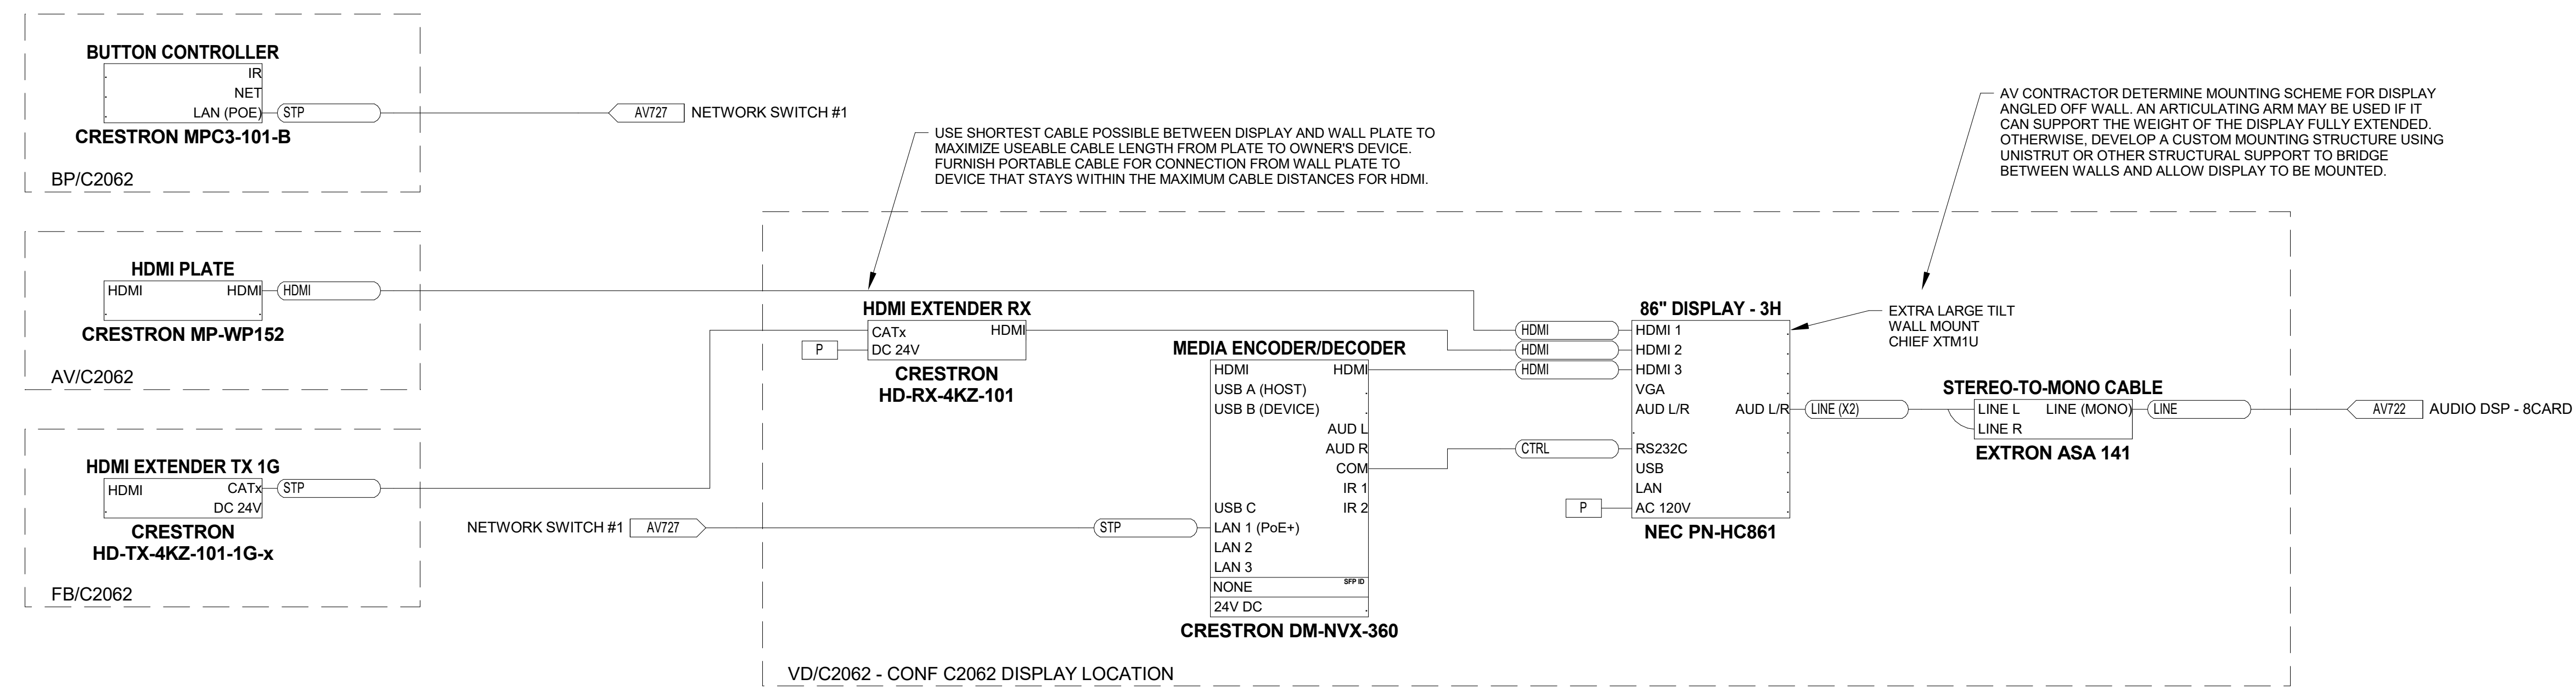 BUTTON CONTROLLER
IR
NET
LAN (POE)
STP
CRESTRON MPC3-101-B
BP/C2062
AV727
NETWORK SWITCH #1
HDMI PLATE
HDMI
HDMI
HDMI
CRESTRON MP-WP152
AV/C2062
HDMI EXTENDER TX 1G
HDMI
CATx
STP
DC 24V
CRESTRON
HD-TX-4KZ-101-1G-x
FB/C2062
USE SHORTEST CABLE POSSIBLE BETWEEN DISPLAY AND WALL PLATE TO
MAXIMIZE USEABLE CABLE LENGTH FROM PLATE TO OWNER'S DEVICE.
FURNISH PORTABLE CABLE FOR CONNECTION FROM WALL PLATE TO
DEVICE THAT STAYS WITHIN THE MAXIMUM CABLE DISTANCES FOR HDMI.
HDMI EXTENDER RX
CATx
HDMI
P
DC 24V
CRESTRON
HD-RX-4KZ-101
NETWORK SWITCH #1
AV727
STP
MEDIA ENCODER/DECODER
HDMI
HDMI
USB A (HOST)
USB B (DEVICE)
AUD L
AUD R
COM
IR 1
USB C
IR 2
LAN 1 (PoE+)
LAN 2
LAN 3
NONE
SFP ID
24V DC
CRESTRON DM-NVX-360
HDMI
HDMI
HDMI
CTRL
P
86" DISPLAY - 3H
HDMI 1
HDMI 2
HDMI 3
VGA
AUD L/R
AUD L/R
RS232C
USB
LAN
AC 120V
NEC PN-HC861
AV CONTRACTOR DETERMINE MOUNTING SCHEME FOR DISPLAY
ANGLED OFF WALL. AN ARTICULATING ARM MAY BE USED IF IT
CAN SUPPORT THE WEIGHT OF THE DISPLAY FULLY EXTENDED.
OTHERWISE, DEVELOP A CUSTOM MOUNTING STRUCTURE USING
UNISTRUT OR OTHER STRUCTURAL SUPPORT TO BRIDGE
BETWEEN WALLS AND ALLOW DISPLAY TO BE MOUNTED.
EXTRA LARGE TILT
WALL MOUNT
CHIEF XTM1U
LINE (X2)
STEREO-TO-MONO CABLE
LINE L
LINE (MONO)
LINE R
EXTRON ASA 141
LINE
AV722
AUDIO DSP - 8CARD
VD/C2062 - CONF C2062 DISPLAY LOCATION